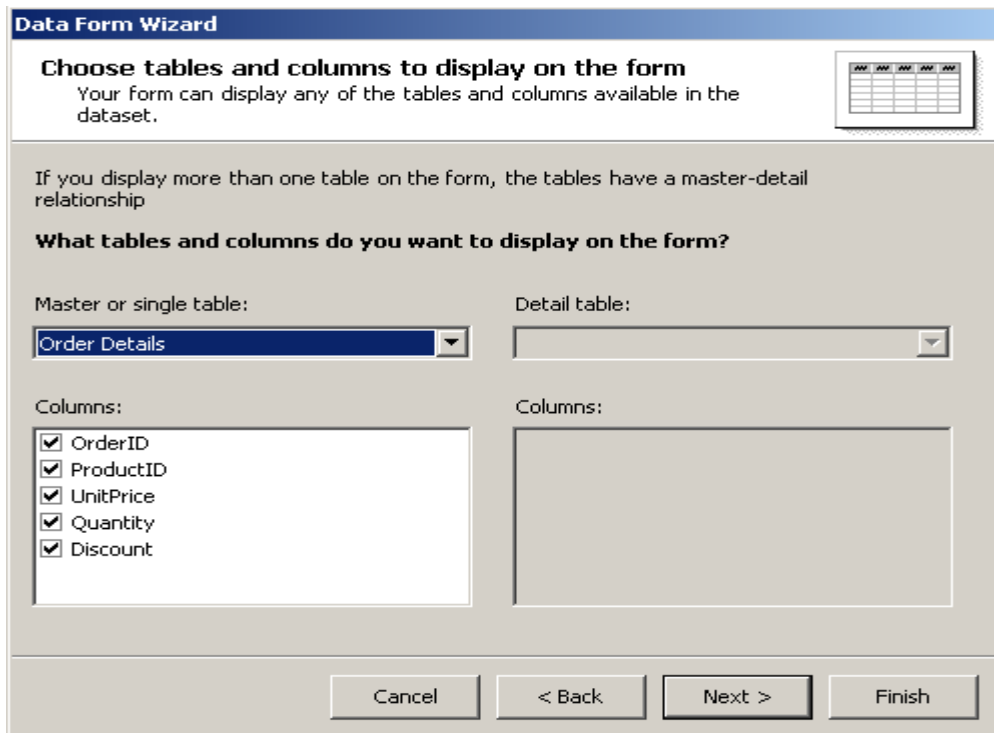 Data Form Wizard
Choose tables and columns to display on the form
Your form can display any of the tables and columns available in the
dataset.
If you display more than one table on the form, the tables have a master-detail
relationship
What tables and columns do you want to display on the form?
Master or single table:
Order Details
Columns:
OrderID
ProductID
UnitPrice
Quantity
Discount
Detail table:
Columns:
Cancel
< Back
Next >
Finish